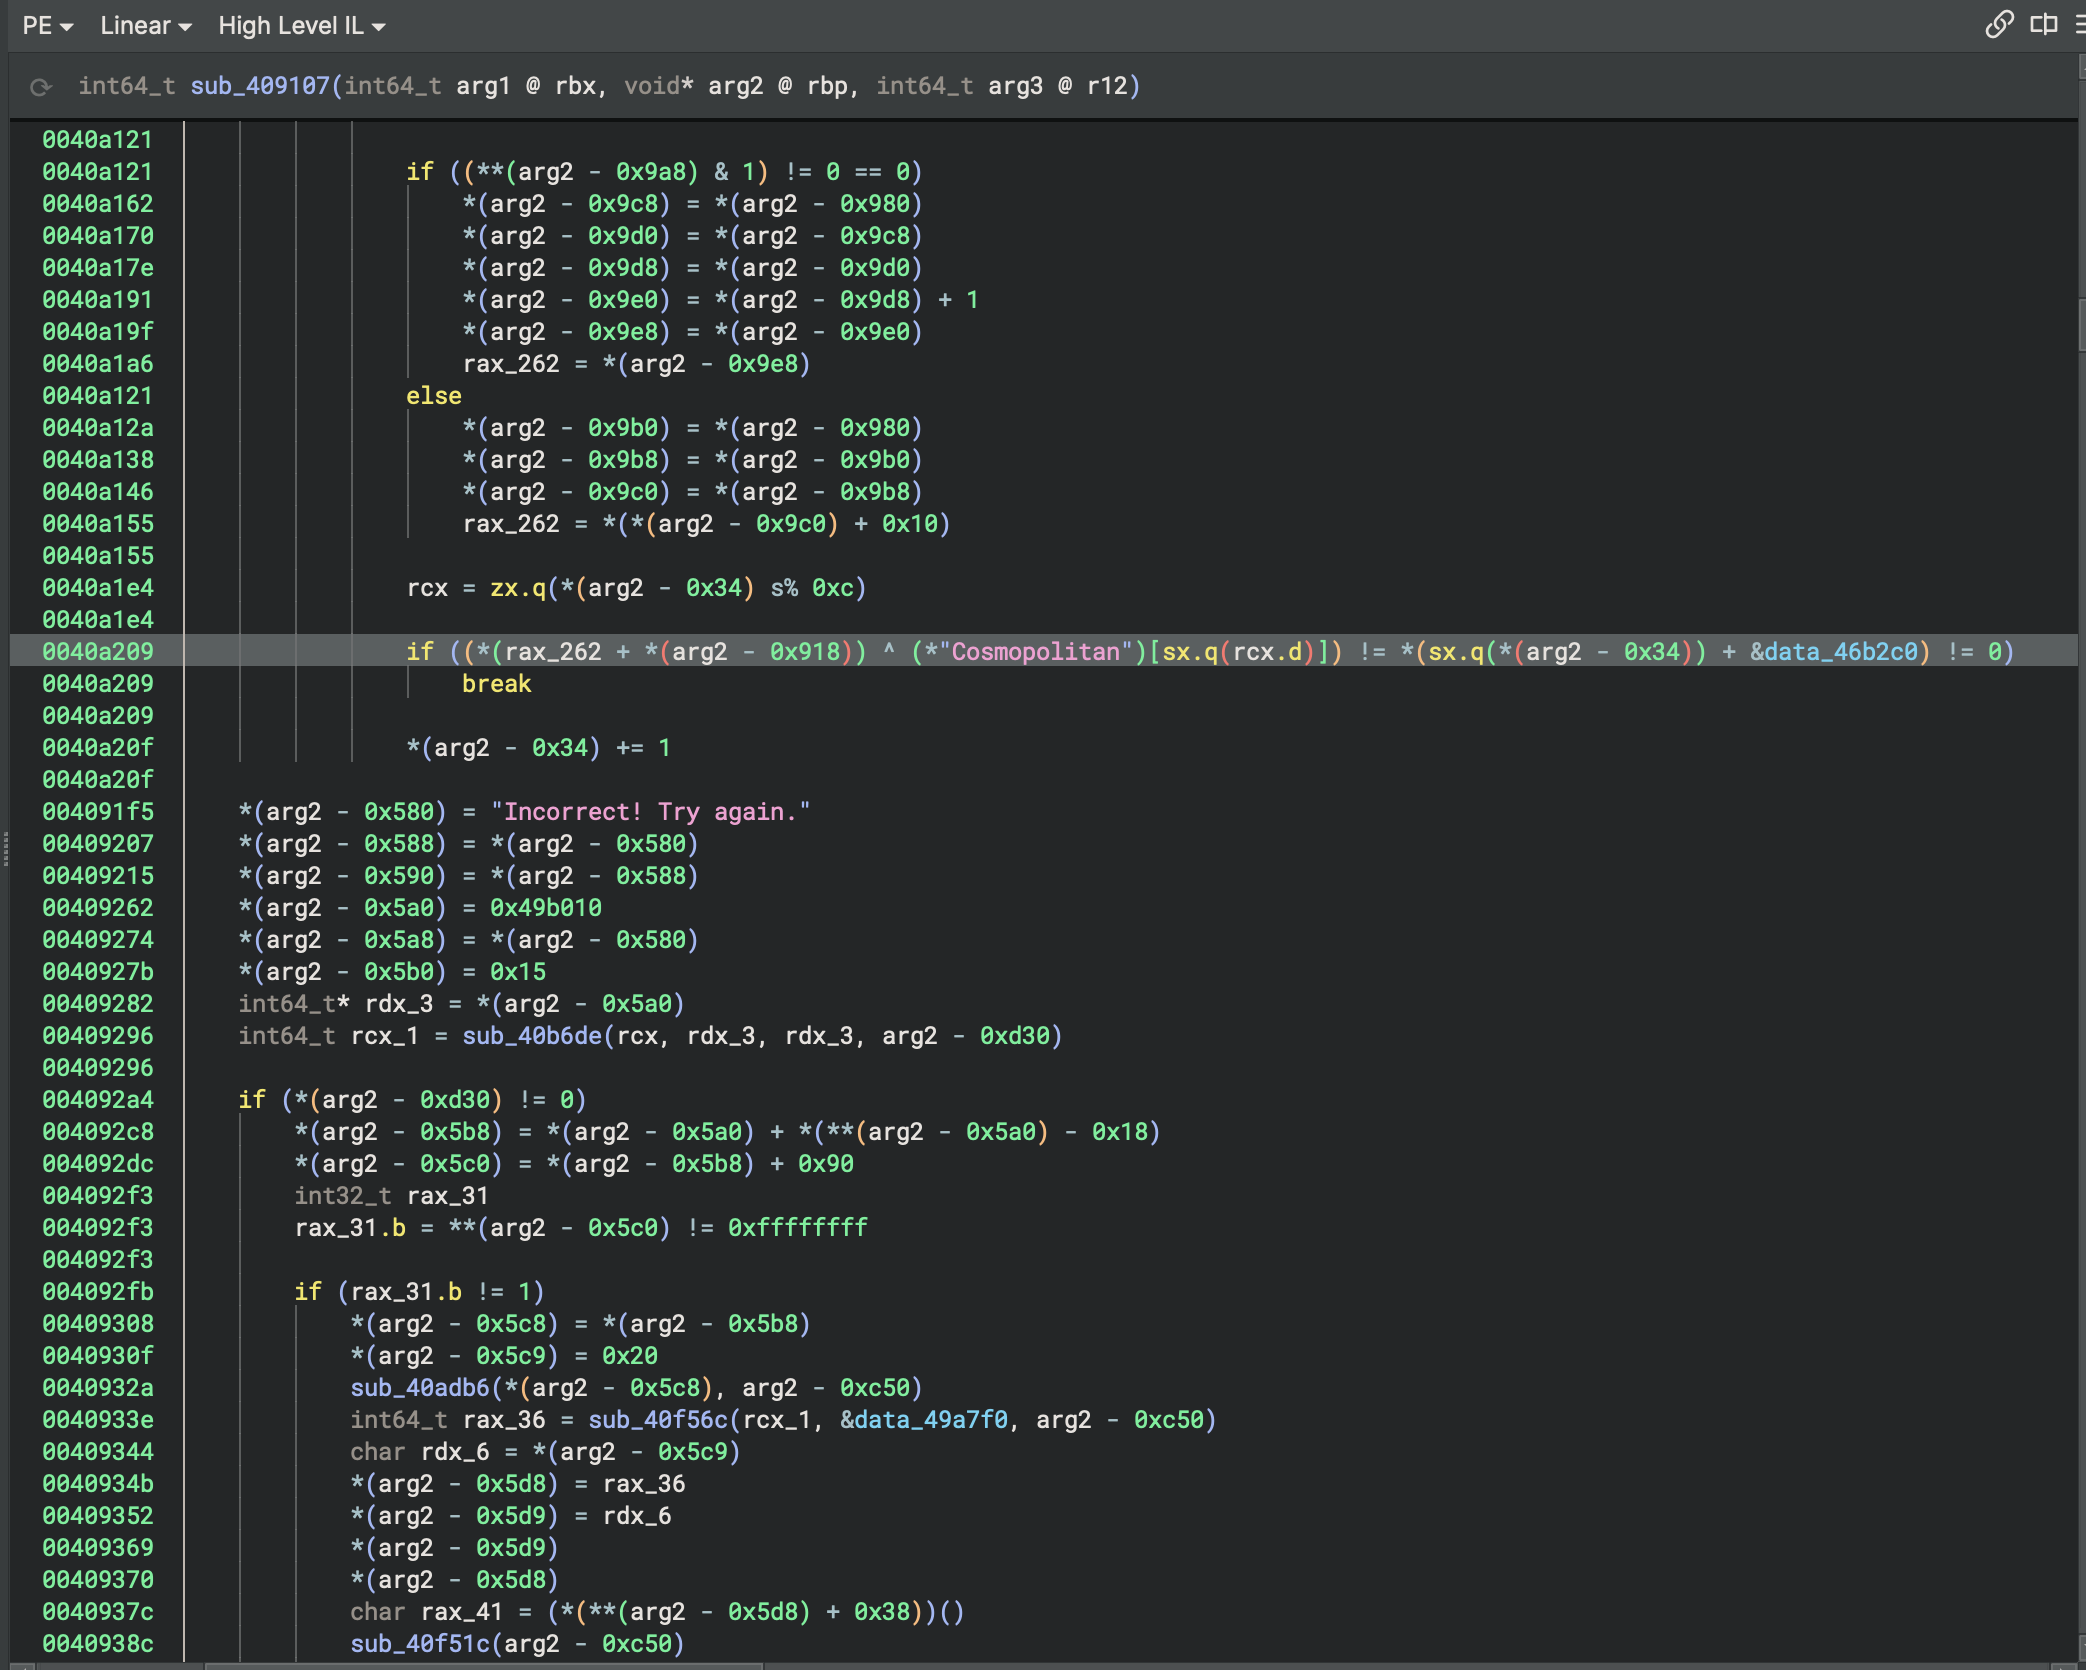 PE Linear High Level IL
int64_t sub_409107(int64_t arg1 @ rbx, void* arg2 @ rbp, int64_t arg3 @ r12)
0040a121
0040a121 if ((**(arg2 - 0x9a8) & 1) != 0 == 0)
0040a162 *(arg2 - 0x9c8) = *(arg2 - 0x980)
0040a170 *(arg2 - 0x9d0) = *(arg2 - 0x9c8)
0040a17e *(arg2 - 0x9d8) = *(arg2 - 0x9d0)
0040a191 *(arg2 - 0x9e0) = *(arg2 - 0x9d8) + 1
0040a19f *(arg2 - 0x9e8) = *(arg2 - 0x9e0)
0040a1a6 rax_262 = *(arg2 - 0x9e8)
0040a121 else
0040a12a *(arg2 - 0x9b0) = *(arg2 - 0x980)
0040a138 *(arg2 - 0x9b8) = *(arg2 - 0x9b0)
0040a146 *(arg2 - 0x9c0) = *(arg2 - 0x9b8)
0040a155 rax_262 = *(*(arg2 - 0x9c0) + 0x10)
0040a155
0040a1e4 rcx = zx.q(*(arg2 - 0x34) s% 0xc)
0040a1e4
0040a209 if ((*(rax_262 + *(arg2 - 0x918)) ^ (*"Cosmopolitan")[sx.q(rcx.d)]) != *(sx.q(*(arg2 - 0x34)) + &data_46b2c0) != 0)
0040a209 break
0040a209
0040a20f *(arg2 - 0x34) += 1
0040a20f
004091f5 *(arg2 - 0x580) = "Incorrect! Try again."
00409207 *(arg2 - 0x588) = *(arg2 - 0x580)
00409215 *(arg2 - 0x590) = *(arg2 - 0x588)
00409262 *(arg2 - 0x5a0) = 0x49b010
00409274 *(arg2 - 0x5a8) = *(arg2 - 0x580)
0040927b *(arg2 - 0x5b0) = 0x15
00409282 int64_t* rdx_3 = *(arg2 - 0x5a0)
00409296 int64_t rcx_1 = sub_40b6de(rcx, rdx_3, rdx_3, arg2 - 0xd30)
00409296
004092a4 if (*(arg2 - 0xd30) != 0)
004092c8 *(arg2 - 0x5b8) = *(arg2 - 0x5a0) + *(**(arg2 - 0x5a0) - 0x18)
004092dc *(arg2 - 0x5c0) = *(arg2 - 0x5b8) + 0x90
004092f3 int32_t rax_31
004092f3 rax_31.b = **(arg2 - 0x5c0) != 0xffffffff
004092f3
004092fb if (rax_31.b != 1)
00409308 *(arg2 - 0x5c8) = *(arg2 - 0x5b8)
0040930f *(arg2 - 0x5c9) = 0x20
0040932a sub_40adb6(*(arg2 - 0x5c8), arg2 - 0xc50)
0040933e int64_t rax_36 = sub_40f56c(rcx_1, &data_49a7f0, arg2 - 0xc50)
00409344 char rdx_6 = *(arg2 - 0x5c9)
0040934b *(arg2 - 0x5d8) = rax_36
00409352 *(arg2 - 0x5d9) = rdx_6
00409369 *(arg2 - 0x5d9)
00409370 *(arg2 - 0x5d8)
0040937c char rax_41 = (*(**(arg2 - 0x5d8) + 0x38))()
0040938c sub_40f51c(arg2 - 0xc50)